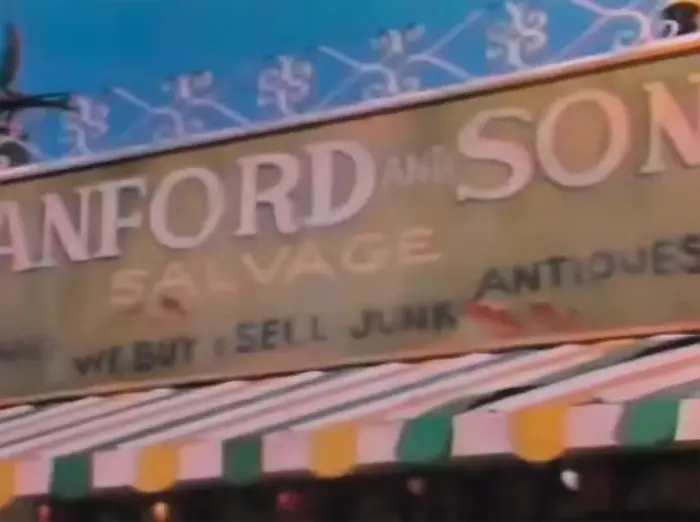 ANFORD AND SON
SALVAGE
WE BUY & SELL JUNK ANTIQUES